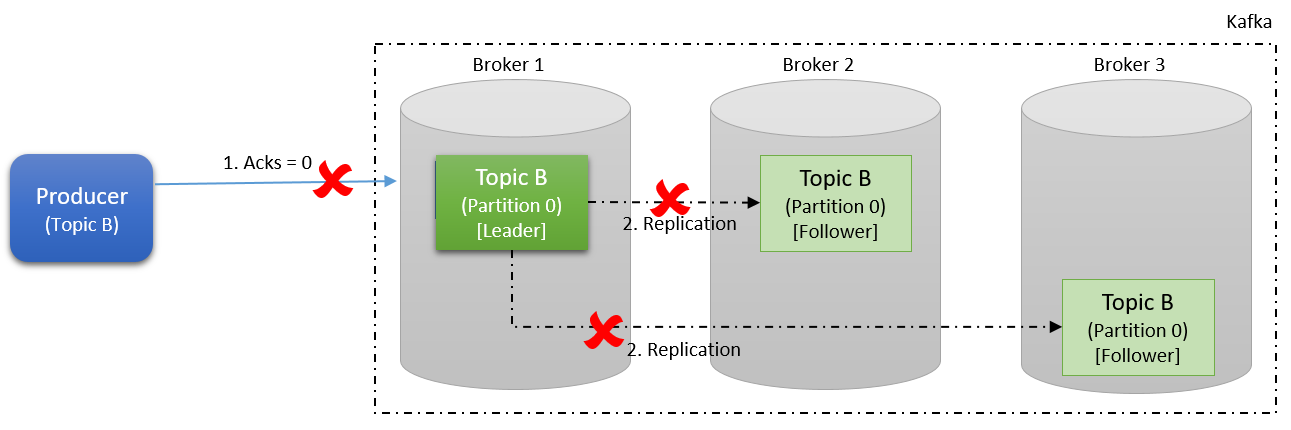 Kafka
Broker 1
Broker 2
Broker 3
1. Acks = 0
Producer
(Topic B)
Topic B
(Partition 0)
[Leader]
2. Replication
Topic B
(Partition 0)
[Follower]
2. Replication
Topic B
(Partition 0)
[Follower]